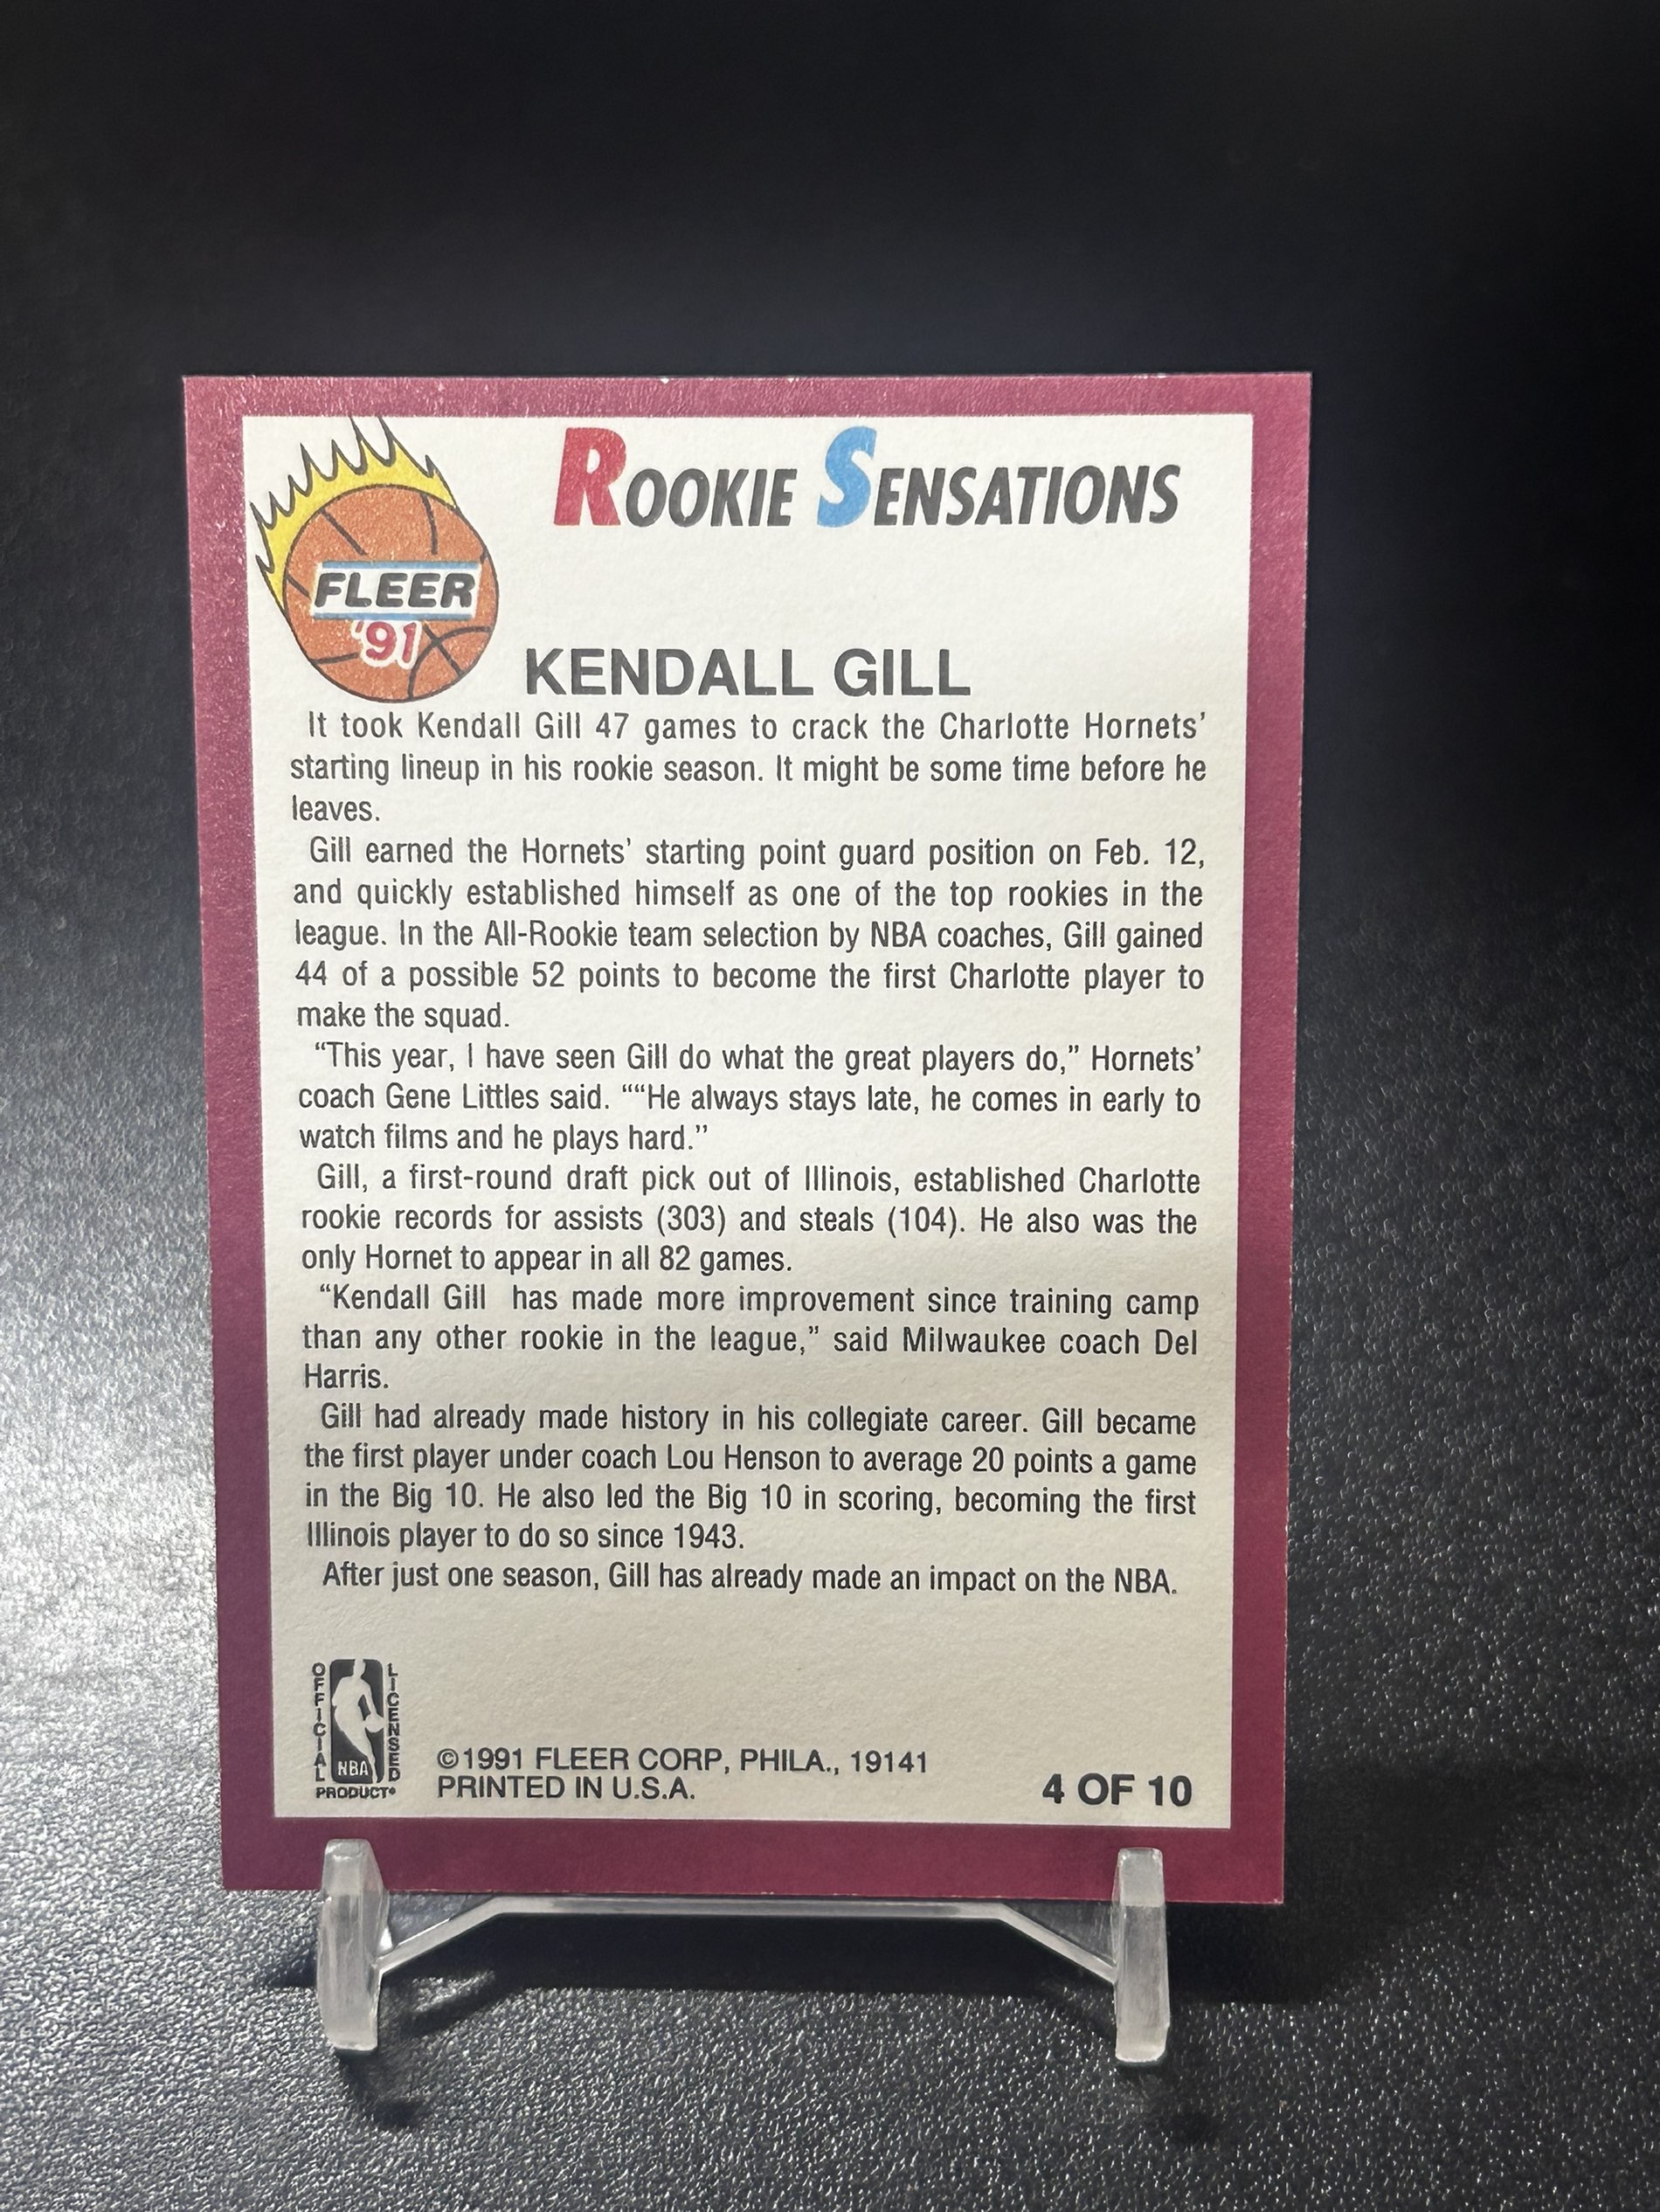 ROOKIE SENSATIONS
FLEER
'91
KENDALL GILL
It took Kendall Gill 47 games to crack the Charlotte Hornets’
starting lineup in his rookie season. It might be some time before he
leaves.
Gill earned the Hornets’ starting point guard position on Feb. 12,
and quickly established himself as one of the top rookies in the
league. In the All-Rookie team selection by NBA coaches, Gill gained
44 of a possible 52 points to become the first Charlotte player to
make the squad.
“This year, I have seen Gill do what the great players do,” Hornets’
coach Gene Littles said. ““He always stays late, he comes in early to
watch films and he plays hard.”
Gill, a first-round draft pick out of Illinois, established Charlotte
rookie records for assists (303) and steals (104). He also was the
only Hornet to appear in all 82 games.
“Kendall Gill has made more improvement since training camp
than any other rookie in the league,” said Milwaukee coach Del
Harris.
Gill had already made history in his collegiate career. Gill became
the first player under coach Lou Henson to average 20 points a game
in the Big 10. He also led the Big 10 in scoring, becoming the first
Illinois player to do so since 1943.
After just one season, Gill has already made an impact on the NBA.
OFFICIAL
NBA
LICENSED
PRODUCT®
©1991 FLEER CORP, PHILA., 19141
PRINTED IN U.S.A.
4 OF 10